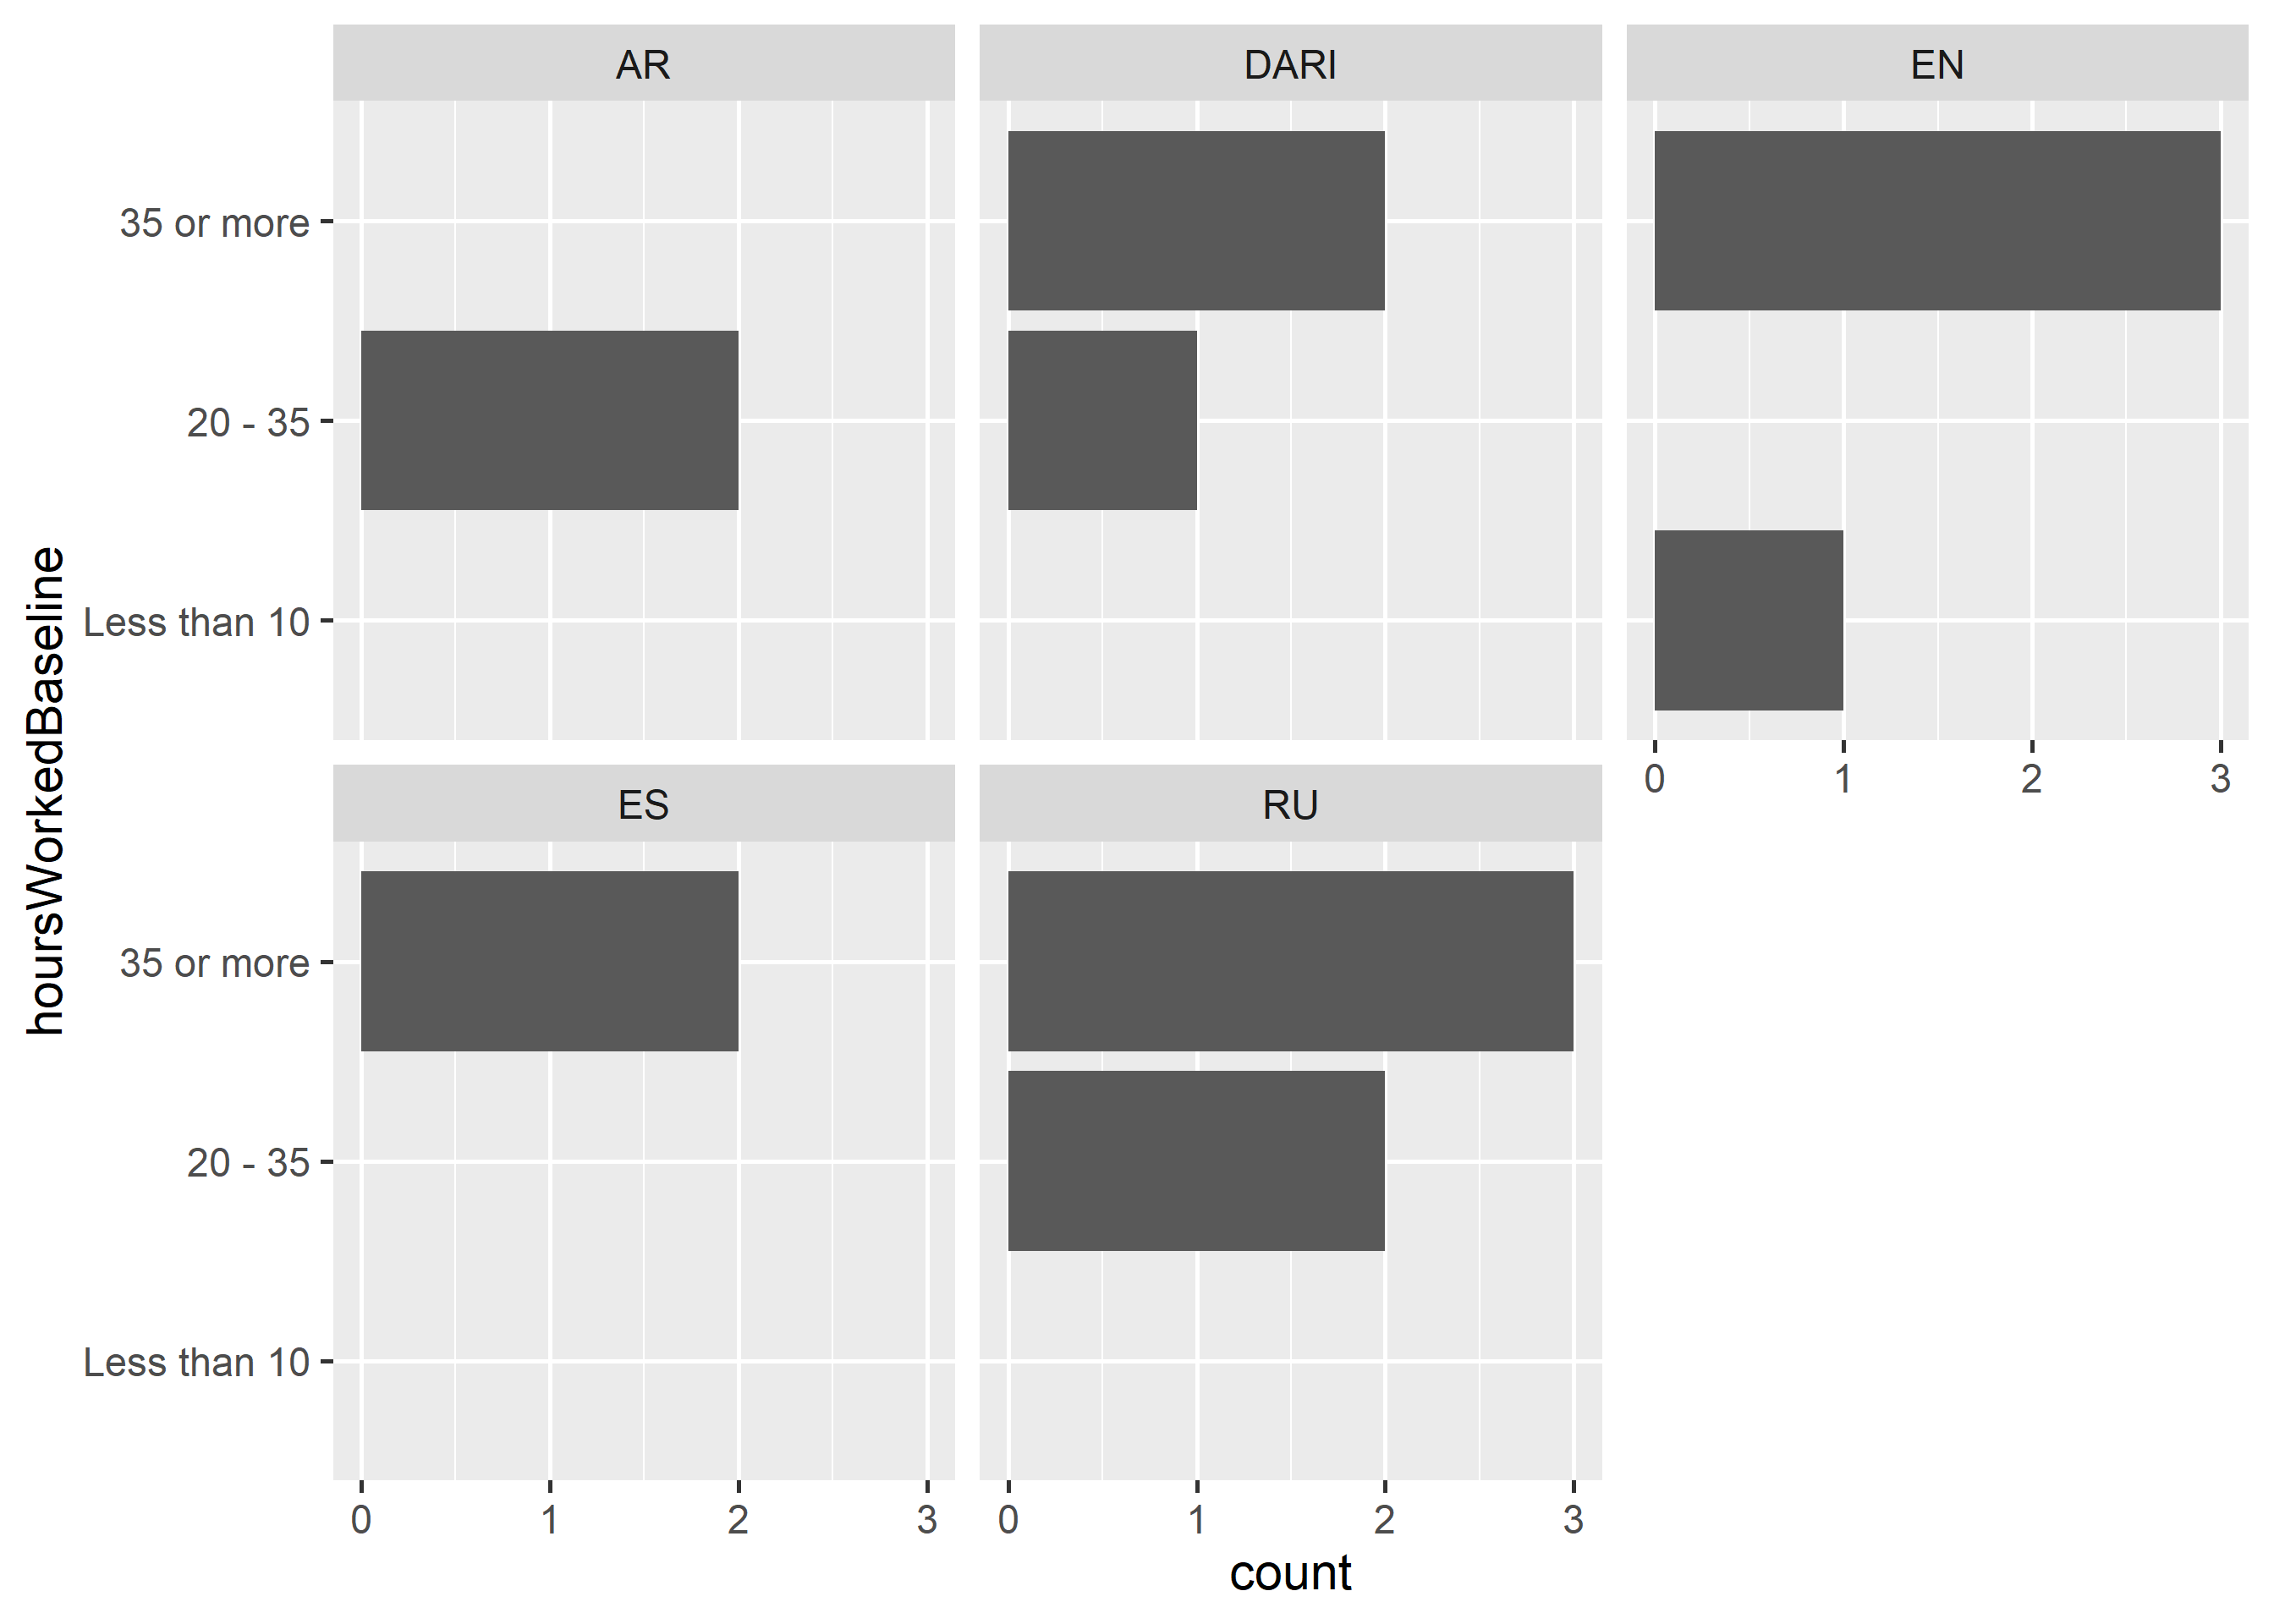 AR
DARI
EN
35 or more
20 - 35
Less than 10
0 1 2 3
hoursWorkedBaseline
ES
RU
35 or more
20 - 35
Less than 10
0 1 2 3
0 1 2 3
count